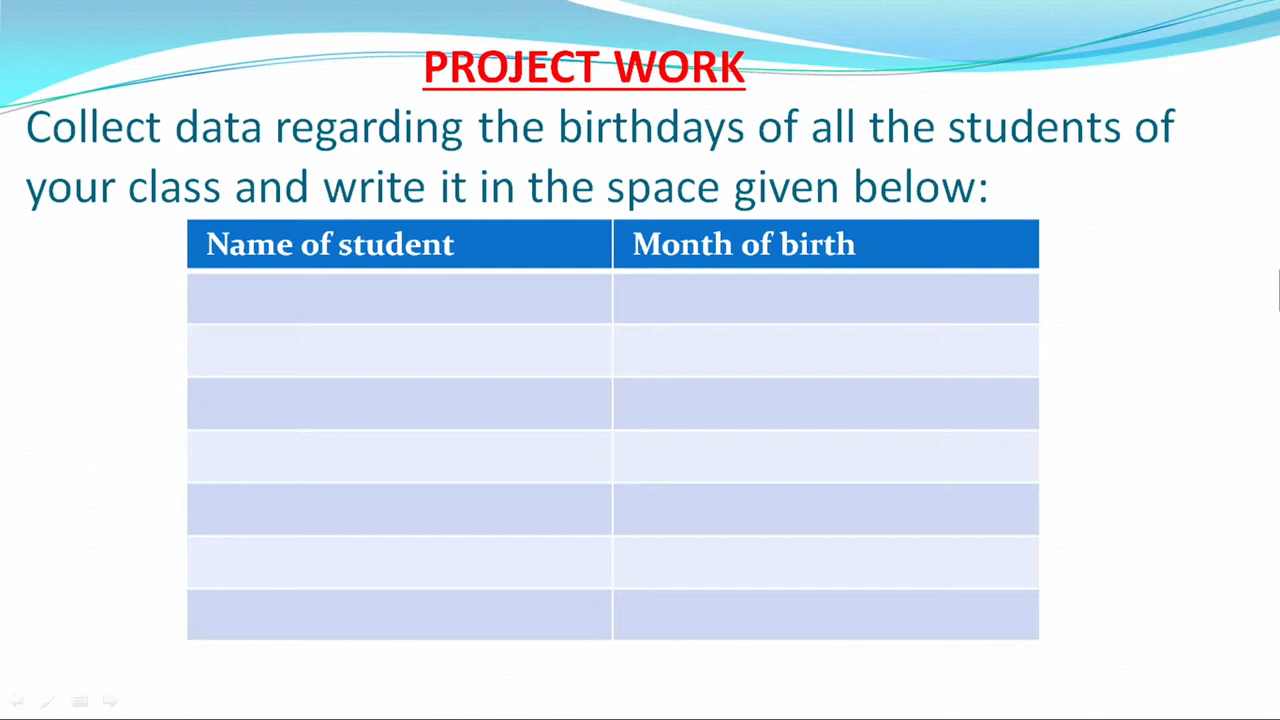 PROJECT WORK
Collect data regarding the birthdays of all the students of
your class and write it in the space given below:
Name of student Month of birth